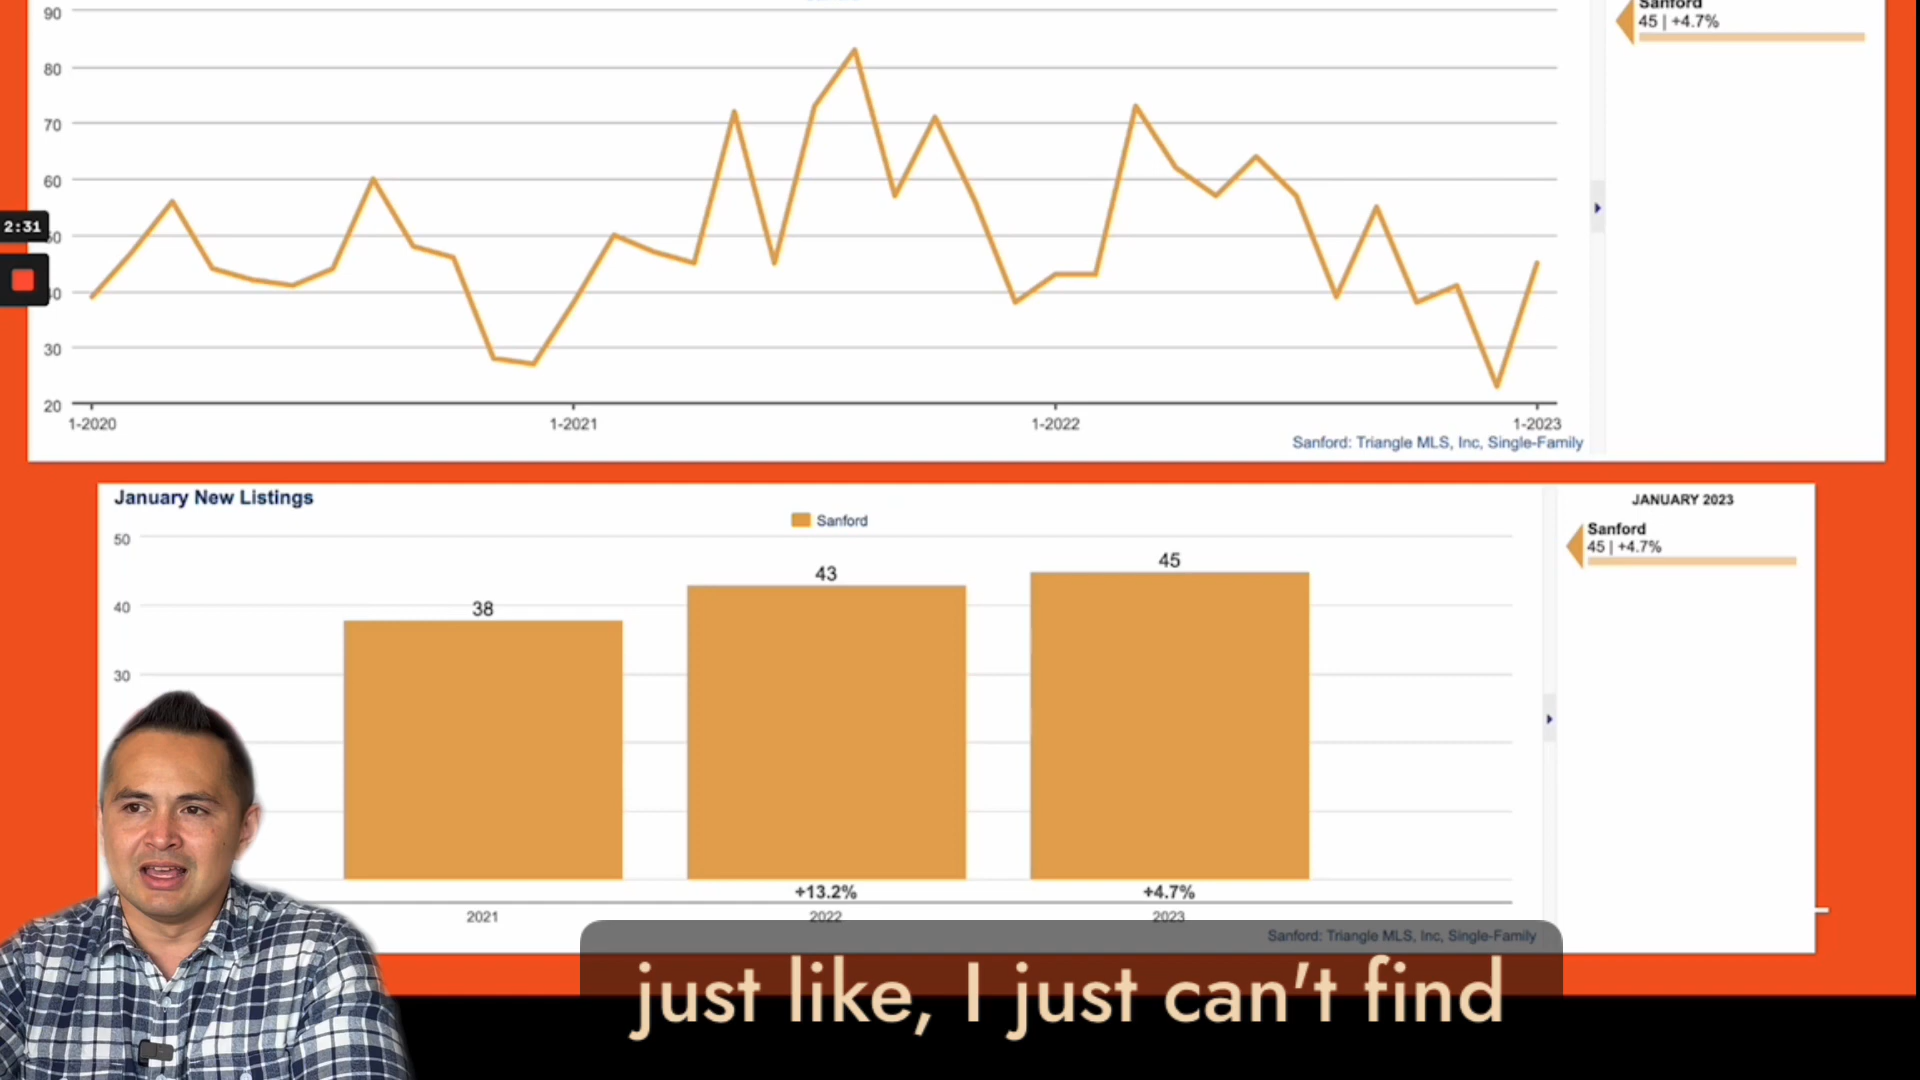 90
Sanford
45 | +4.7%
80
70
60
2:31
30
20
1-2020
1-2021
1-2022
1-2023
Sanford: Triangle MLS, Inc, Single-Family
January New Listings
JANUARY 2023
Sanford
Sanford
45 | +4.7%
50
43
45
38
40
30
+13.2%
+4.7%
2021
2022
2023
Sanford: Triangle MLS, Inc, Single-Family
just like, I just can't find